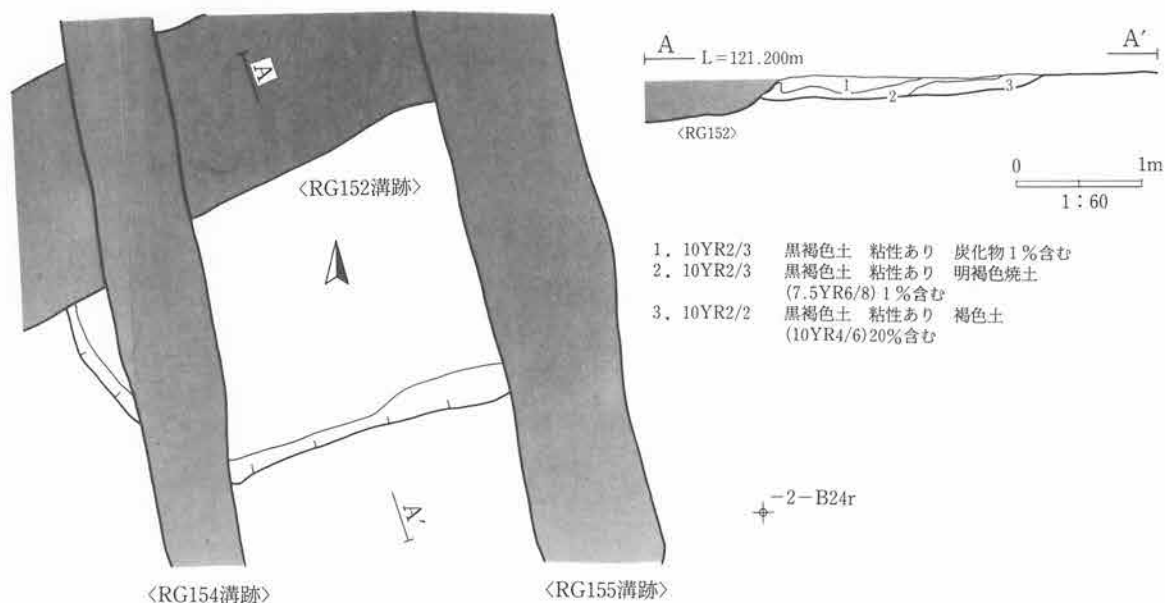 A
<RG152溝跡>
A'
<RG154溝跡>
<RG155溝跡>
A
L=121.200m
A'
1
2
3
<RG152>
0
1m
1:60
1. 10YR2/3 黒褐色土 粘性あり 炭化物1%含む
2. 10YR2/3 黒褐色土 粘性あり 明褐色焼土
(7.5YR6/8) 1%含む
3. 10YR2/2 黒褐色土 粘性あり 褐色土
(10YR4/6)20%含む
-2-B24r